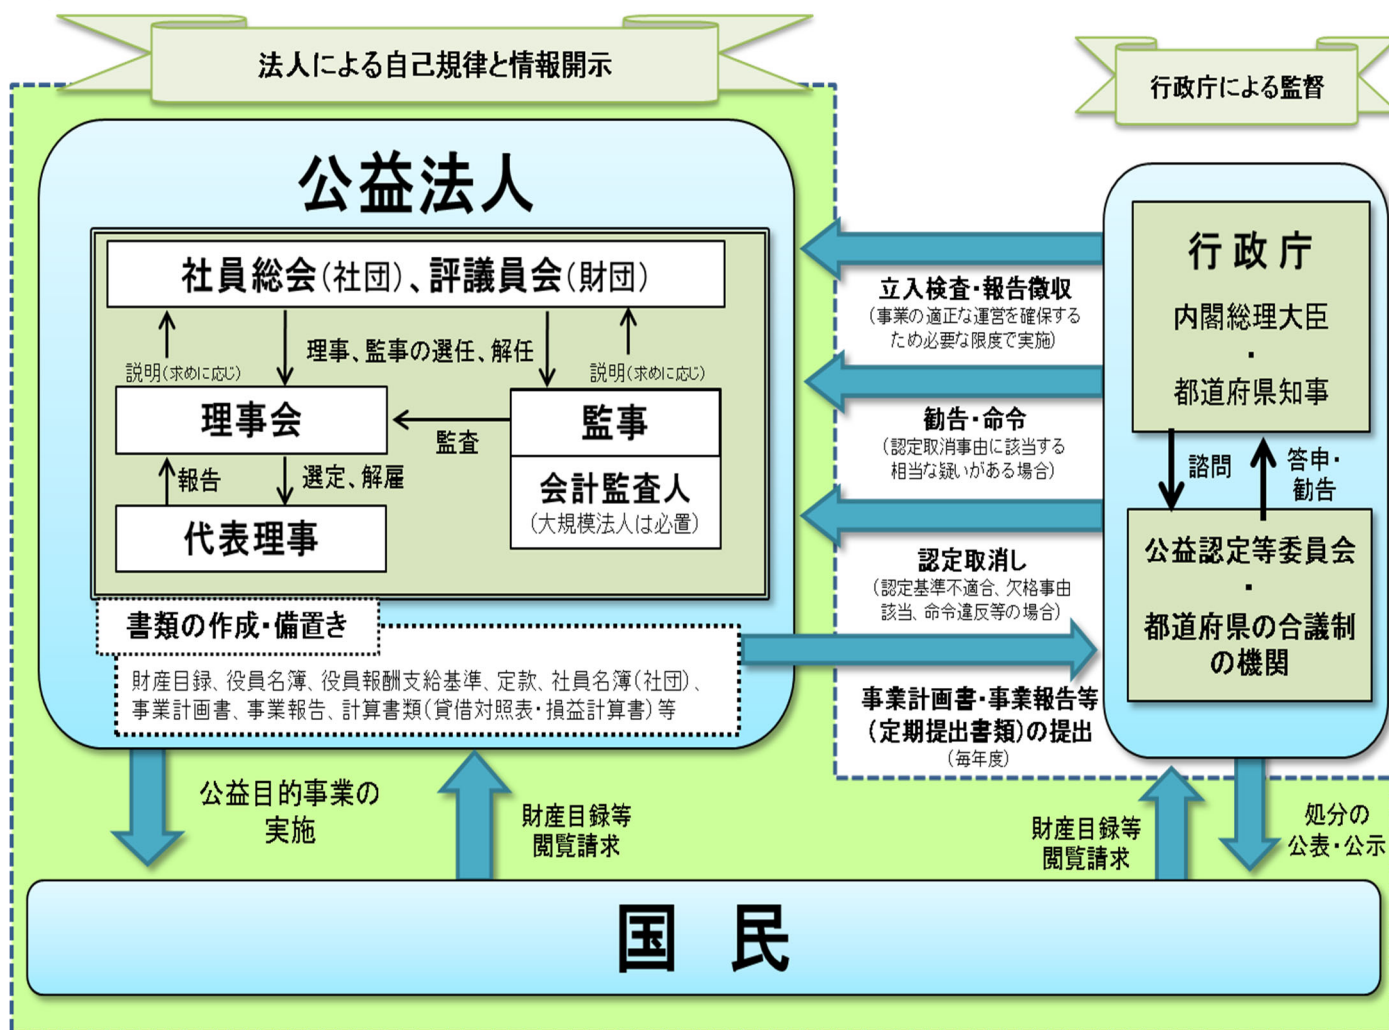 法人による自己規律と情報開示
行政庁による監督
公益法人
社員総会(社団)、評議員会(財団)
説明(求めに応じ)
理事、監事の選任、解任
説明(求めに応じ)
理事会
監査
監事
報告
選定、解雇
会計監査人
(大規模法人は必置)
代表理事
書類の作成・備置き
財産目録、役員名簿、役員報酬支給基準、定款、社員名簿(社団)、
事業計画書、事業報告、計算書類(貸借対照表・損益計算書)等
立入検査・報告徴収
(事業の適正な運営を確保する
ため必要な限度で実施)
勧告・命令
(認定取消事由に該当する
相当な疑いがある場合)
認定取消し
(認定基準不適合、欠格事由
該当、命令違反等の場合)
事業計画書・事業報告等
(定期提出書類)の提出
(毎年度)
行政庁
内閣総理大臣
・
都道府県知事
諮問
答申・
勧告
公益認定等委員会
・
都道府県の合議制
の機関
公益目的事業の
実施
財産目録等
閲覧請求
財産目録等
閲覧請求
処分の
公表・公示
国民